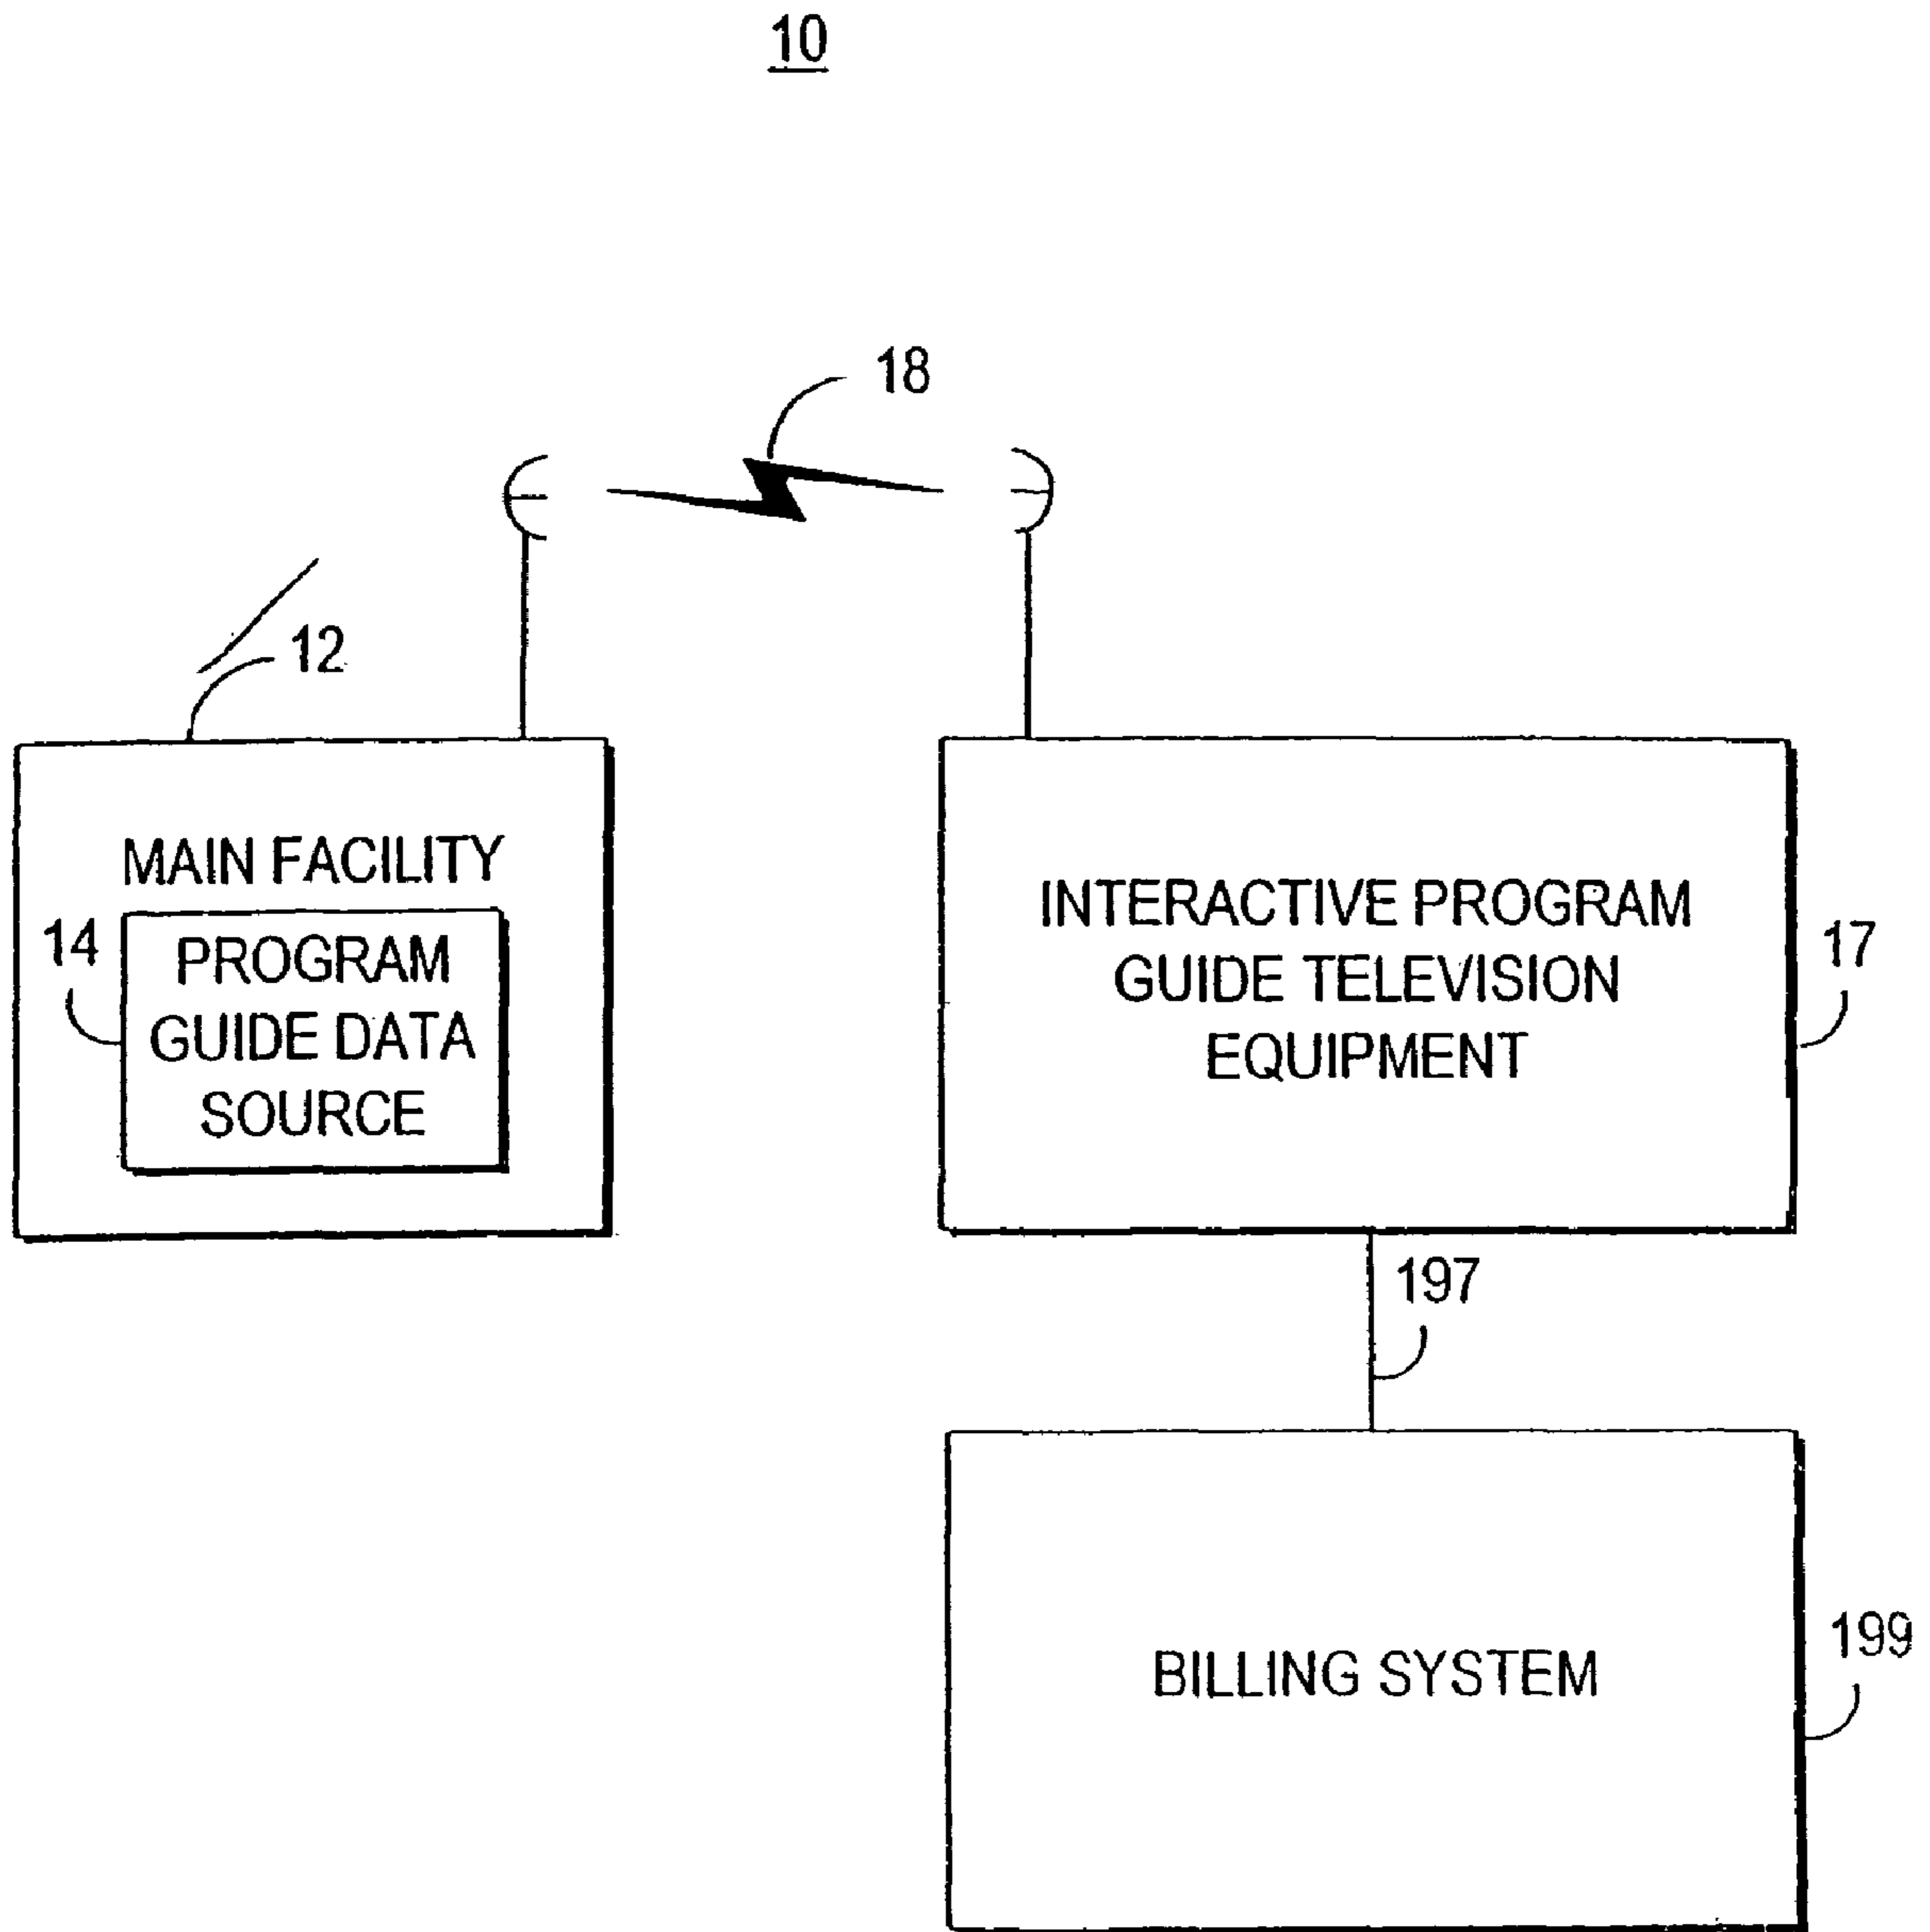 10
18
12
MAIN FACILITY
14
PROGRAM
GUIDE DATA
SOURCE
INTERACTIVE PROGRAM
GUIDE TELEVISION
EQUIPMENT
17
197
BILLING SYSTEM
199